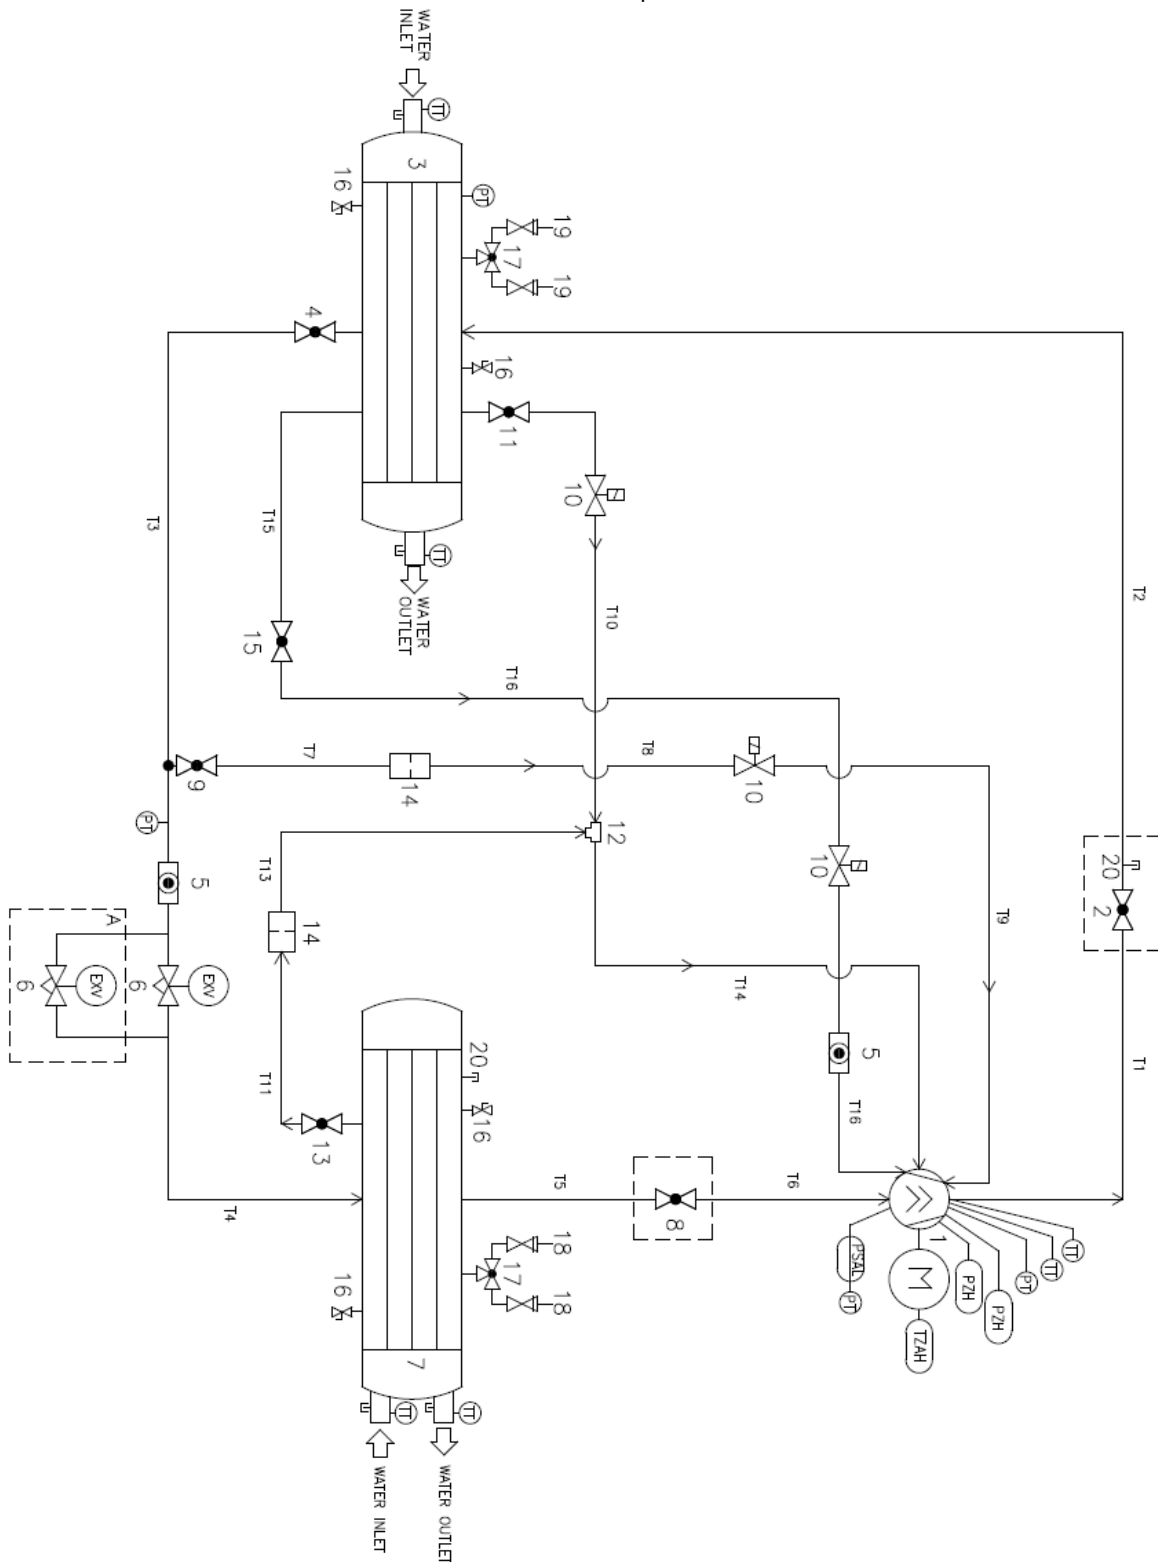 WATER
INLET
TT
3
16
PT
19
17
19
4
16
11
10
TT
WATER
OUTLET
T3
T15
T10
T2
15
T16
T7
T8
9
14
10
PT
12
T13
5
10
20
2
A
14
T9
EXV
6
EXV
6
T14
5
T1
20
16
T11
13
T16
T4
T5
8
T6
1
18
17
18
16
M
PSAL
PT
PZH
PZH
PT
TT
TT
TZAH
7
TT
TT
WATER INLET
WATER OUTLET